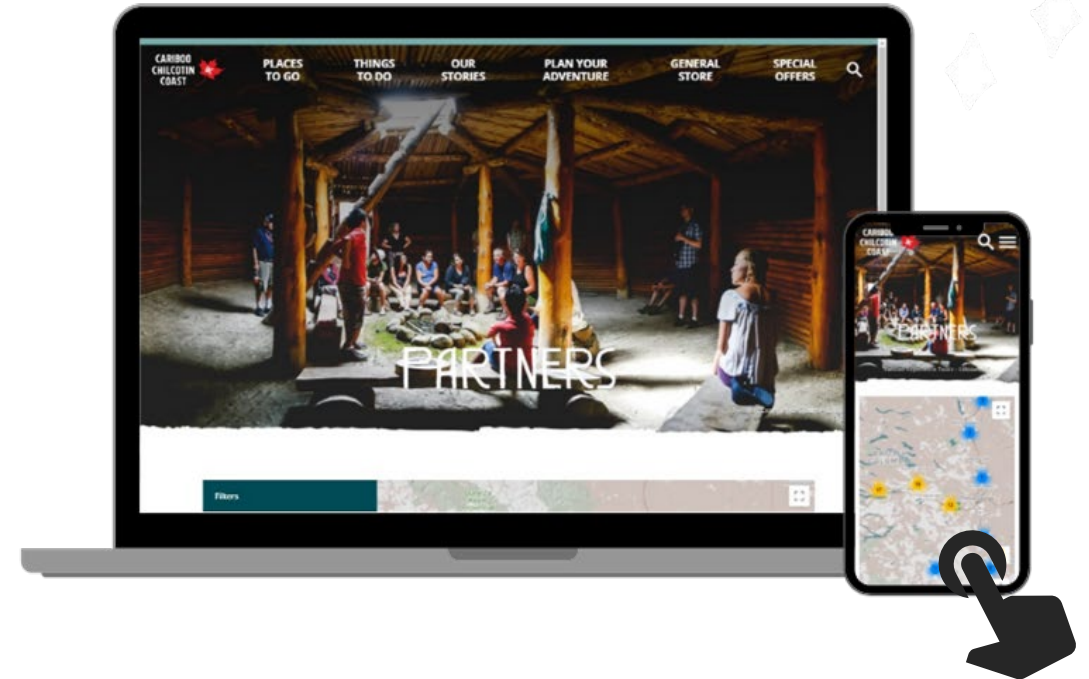 CARIBOO
CHILCOTIN
COAST
PLACES
TO GO
THINGS
TO DO
OUR
STORIES
PLAN YOUR
ADVENTURE
GENERAL
STORE
SPECIAL
OFFERS
PARTNERS
Filters
CARIBOO
CHILCOTIN
COAST
PARTNERS